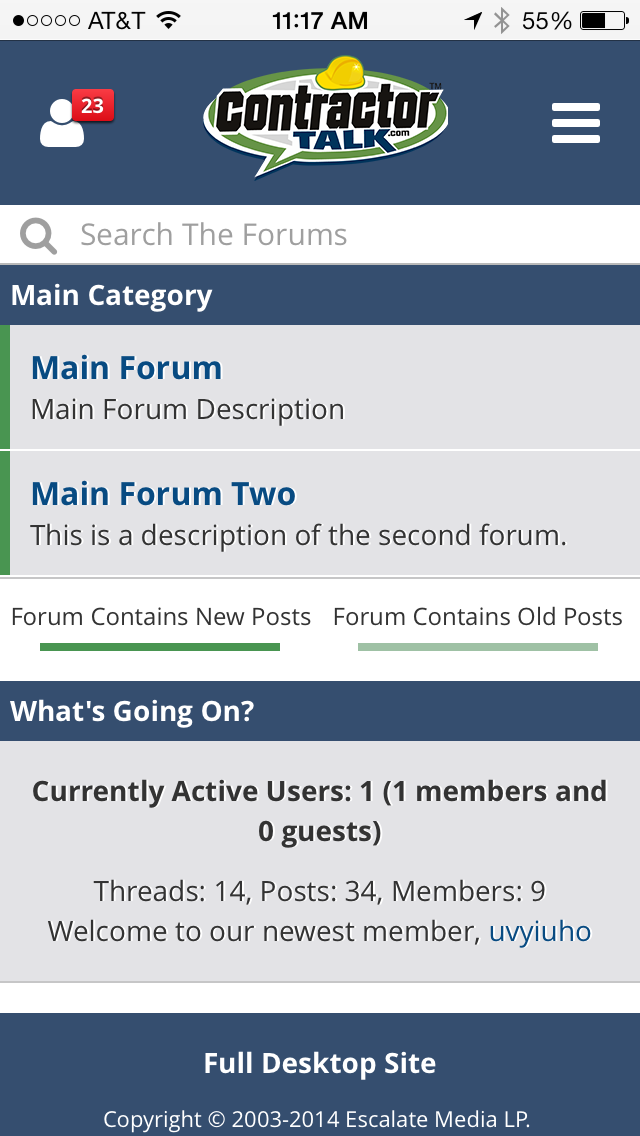 AT&T 11:17 AM 55%
23
Contractor TM
TALK.com
Search The Forums
Main Category
Main Forum
Main Forum Description
Main Forum Two
This is a description of the second forum.
Forum Contains New Posts Forum Contains Old Posts
What's Going On?
Currently Active Users: 1 (1 members and
0 guests)
Threads: 14, Posts: 34, Members: 9
Welcome to our newest member, uvyiuho
Full Desktop Site
Copyright © 2003-2014 Escalate Media LP.